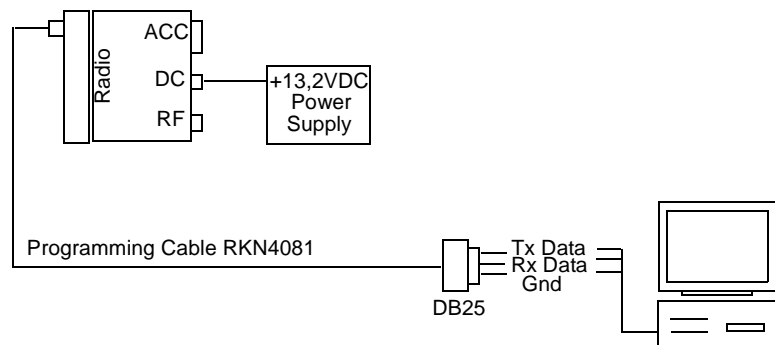 ACC
Radio
DC
RF
+13,2VDC
Power
Supply
Programming Cable RKN4081
Tx Data
Rx Data
Gnd
DB25